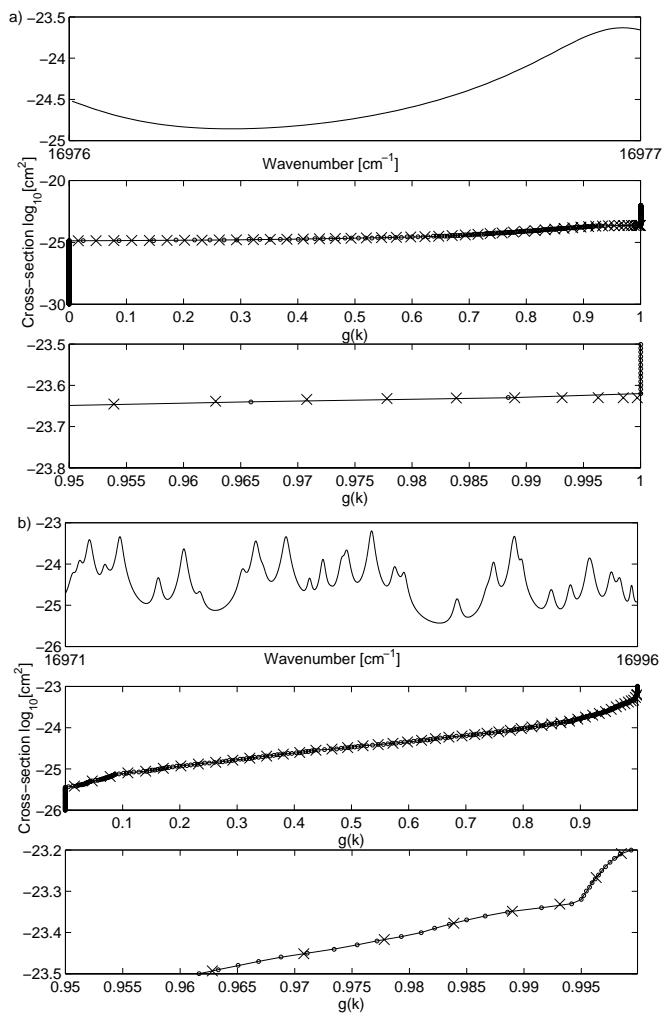 a)
−23.5
−24
−24.5
−25
16976 16977
Wavenumber [cm−1]
−20
−25
−30
0 0.1 0.2 0.3 0.4 0.5 0.6 0.7 0.8 0.9 1
g(k)
Cross−section log10[cm2]
−23.5
−23.6
−23.7
−23.8
0.95 0.955 0.96 0.965 0.97 0.975 0.98 0.985 0.99 0.995 1
g(k)
b)
−23
−24
−25
−26
16971 16996
Wavenumber [cm−1]
−23
−24
−25
−26
0.1 0.2 0.3 0.4 0.5 0.6 0.7 0.8 0.9
g(k)
Cross−section log10[cm2]
−23.2
−23.3
−23.4
−23.5
0.95 0.955 0.96 0.965 0.97 0.975 0.98 0.985 0.99 0.995
g(k)